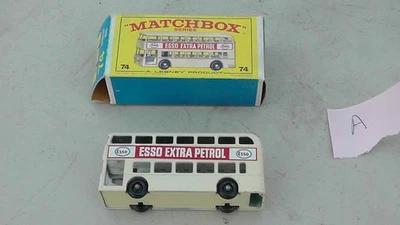 "MATCHBOX"
SERIES
ESSO EXTRA PETROL
74
74
A LESNEY PRODUCT
A
Esso ESSO EXTRA PETROL Esso